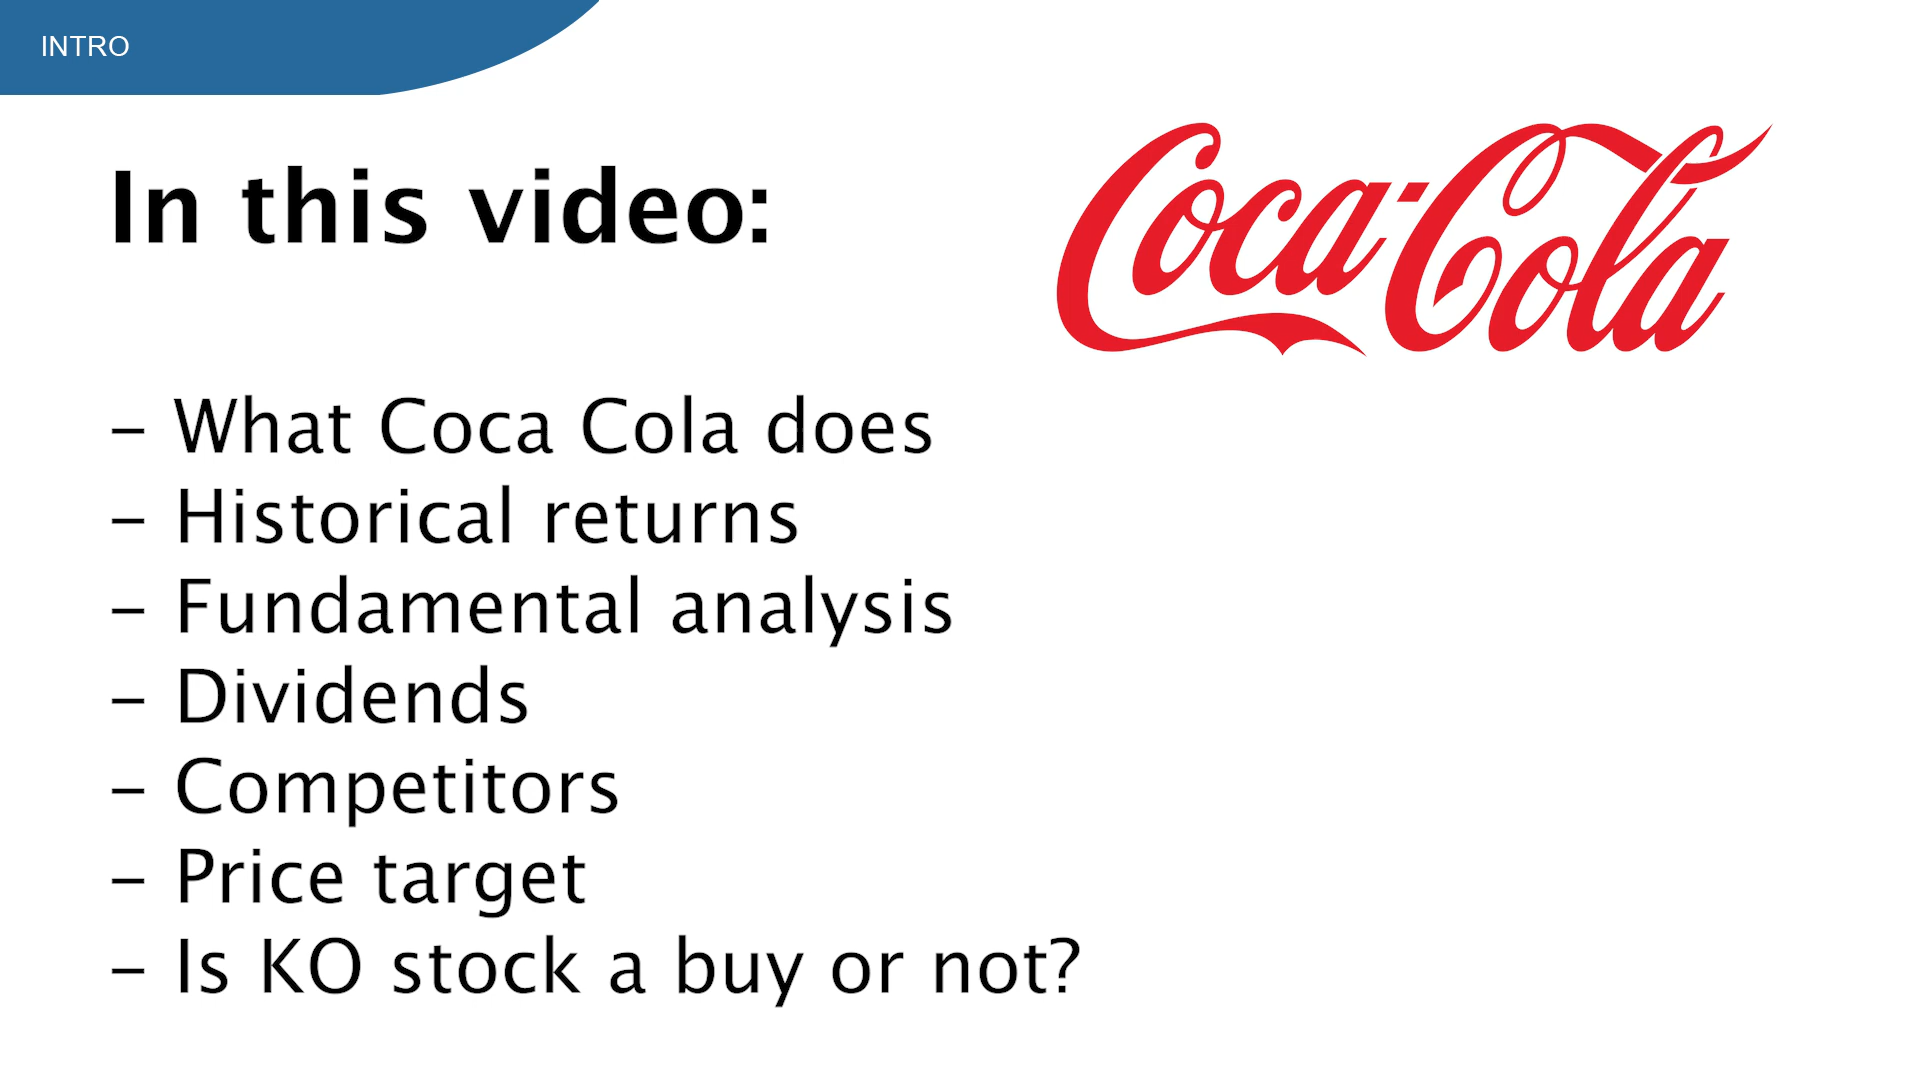 INTRO
In this video:
Coca-Cola
- What Coca Cola does
- Historical returns
- Fundamental analysis
- Dividends
- Competitors
- Price target
- Is KO stock a buy or not?